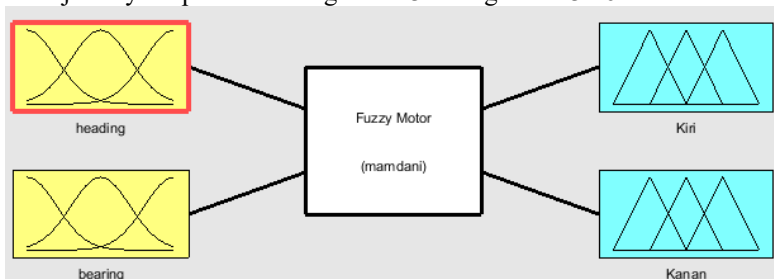 heading
bearing
Fuzzy Motor
(mamdani)
Kiri
Kanan